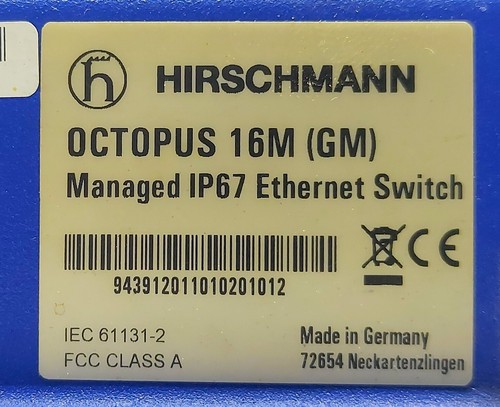 h HIRSCHMANN
OCTOPUS 16M (GM)
Managed IP67 Ethernet Switch
CE
943912011010201012
IEC 61131-2
FCC CLASS A
Made in Germany
72654 Neckartenzlingen